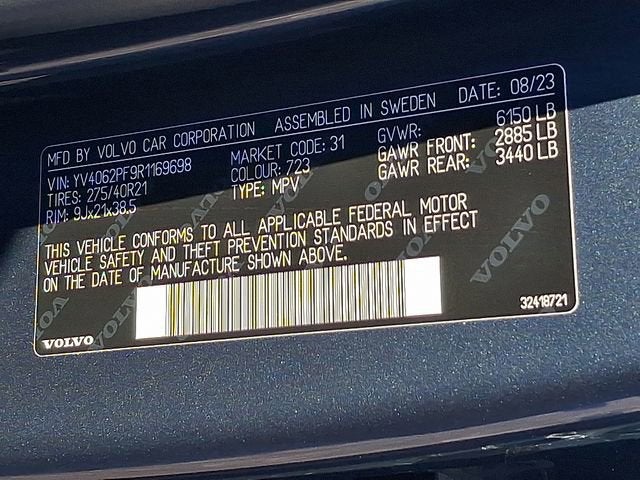 MFD BY VOLVO CAR CORPORATION ASSEMBLED IN SWEDEN DATE: 08/23
VIN: YV4062PF9R1169698 MARKET CODE: 31 GVWR: 6150 LB
TIRES: 275/40R21 COLOUR: 723 GAWR FRONT: 2885 LB
RIM: 9Jx21x38.5 TYPE: MPV GAWR REAR: 3440 LB
THIS VEHICLE CONFORMS TO ALL APPLICABLE FEDERAL MOTOR
VEHICLE SAFETY AND THEFT PREVENTION STANDARDS IN EFFECT
ON THE DATE OF MANUFACTURE SHOWN ABOVE.
32418721
VOLVO